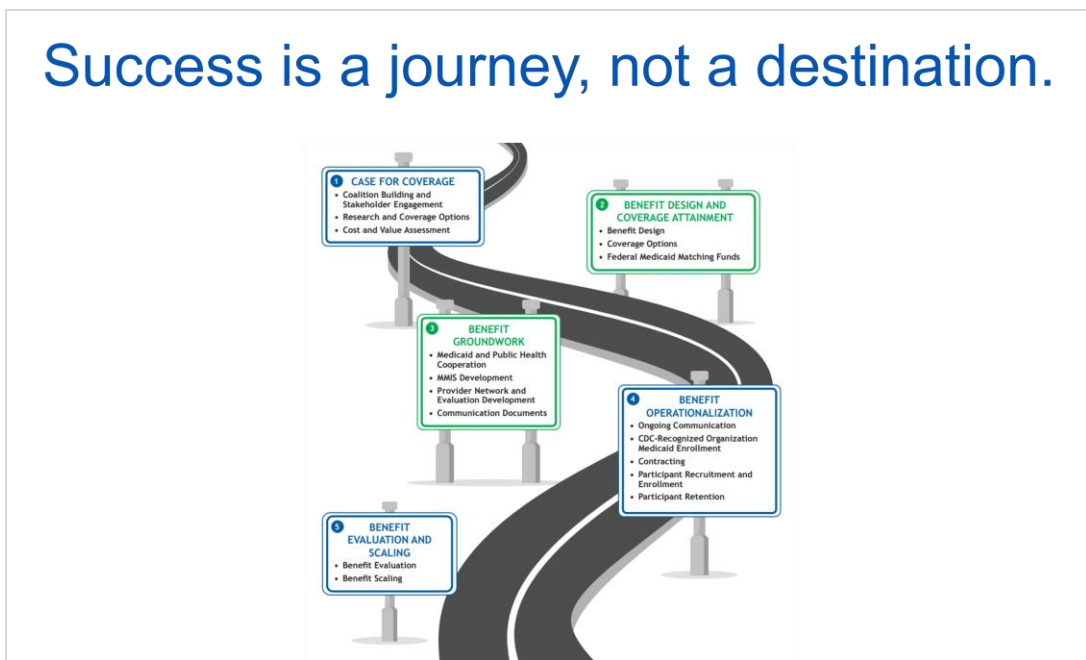 Success is a journey, not a destination.
1 CASE FOR COVERAGE
• Coalition Building and
Stakeholder Engagement
• Research and Coverage Options
• Cost and Value Assessment
2 BENEFIT DESIGN AND
COVERAGE ATTAINMENT
• Benefit Design
• Coverage Options
• Federal Medicaid Matching Funds
3 BENEFIT
GROUNDWORK
• Medicaid and Public Health
Cooperation
• MMIS Development
• Provider Network and
Evaluation Development
• Communication Documents
4 BENEFIT
OPERATIONALIZATION
• Ongoing Communication
• CDC-Recognized Organization
Medicaid Enrollment
• Contracting
• Participant Recruitment and
Enrollment
• Participant Retention
5 BENEFIT
EVALUATION AND
SCALING
• Benefit Evaluation
• Benefit Scaling